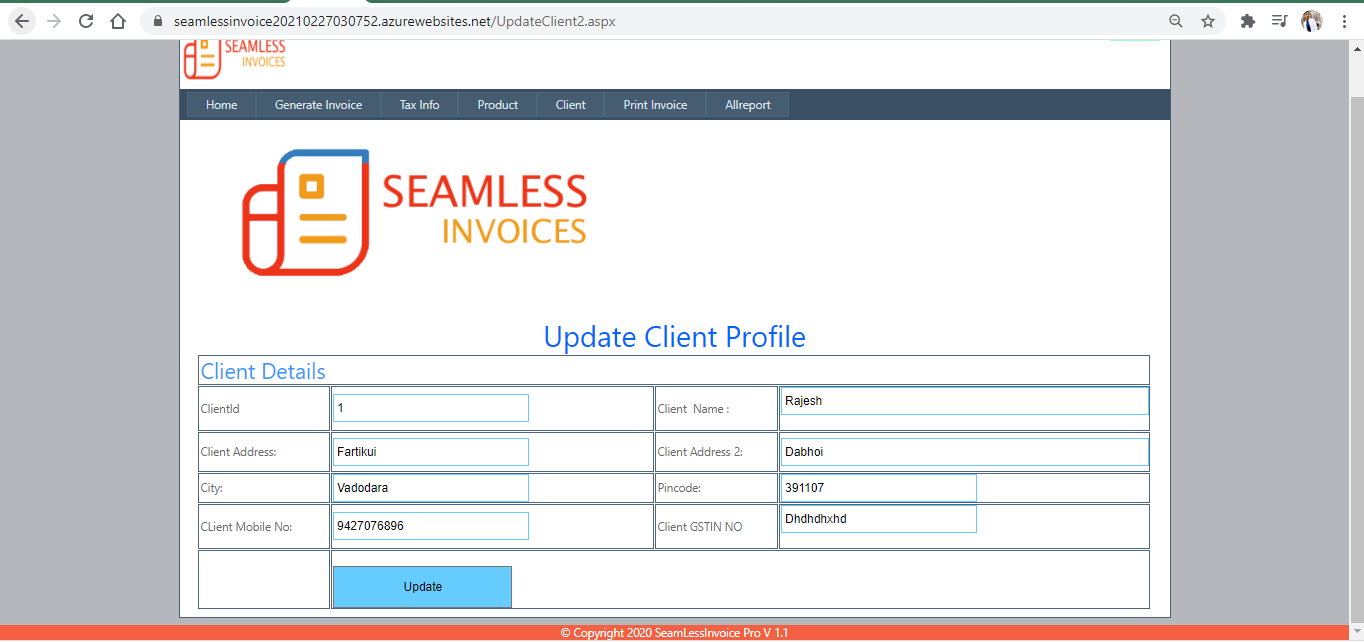 seamlessinvoice20210227030752.azurewebsites.net/UpdateClient2.aspx
SEAMLESS
INVOICES
Home Generate Invoice Tax Info Product Client Print Invoice Allreport
SEAMLESS
INVOICES
Update Client Profile
Client Details
ClientId 1 Client Name : Rajesh
Client Address: Fartikui Client Address 2: Dabhoi
City: Vadodara Pincode: 391107
CLient Mobile No: 9427076896 Client GSTIN NO Dhdhdhxhd
Update
© Copyright 2020 SeamLessInvoice Pro V 1.1